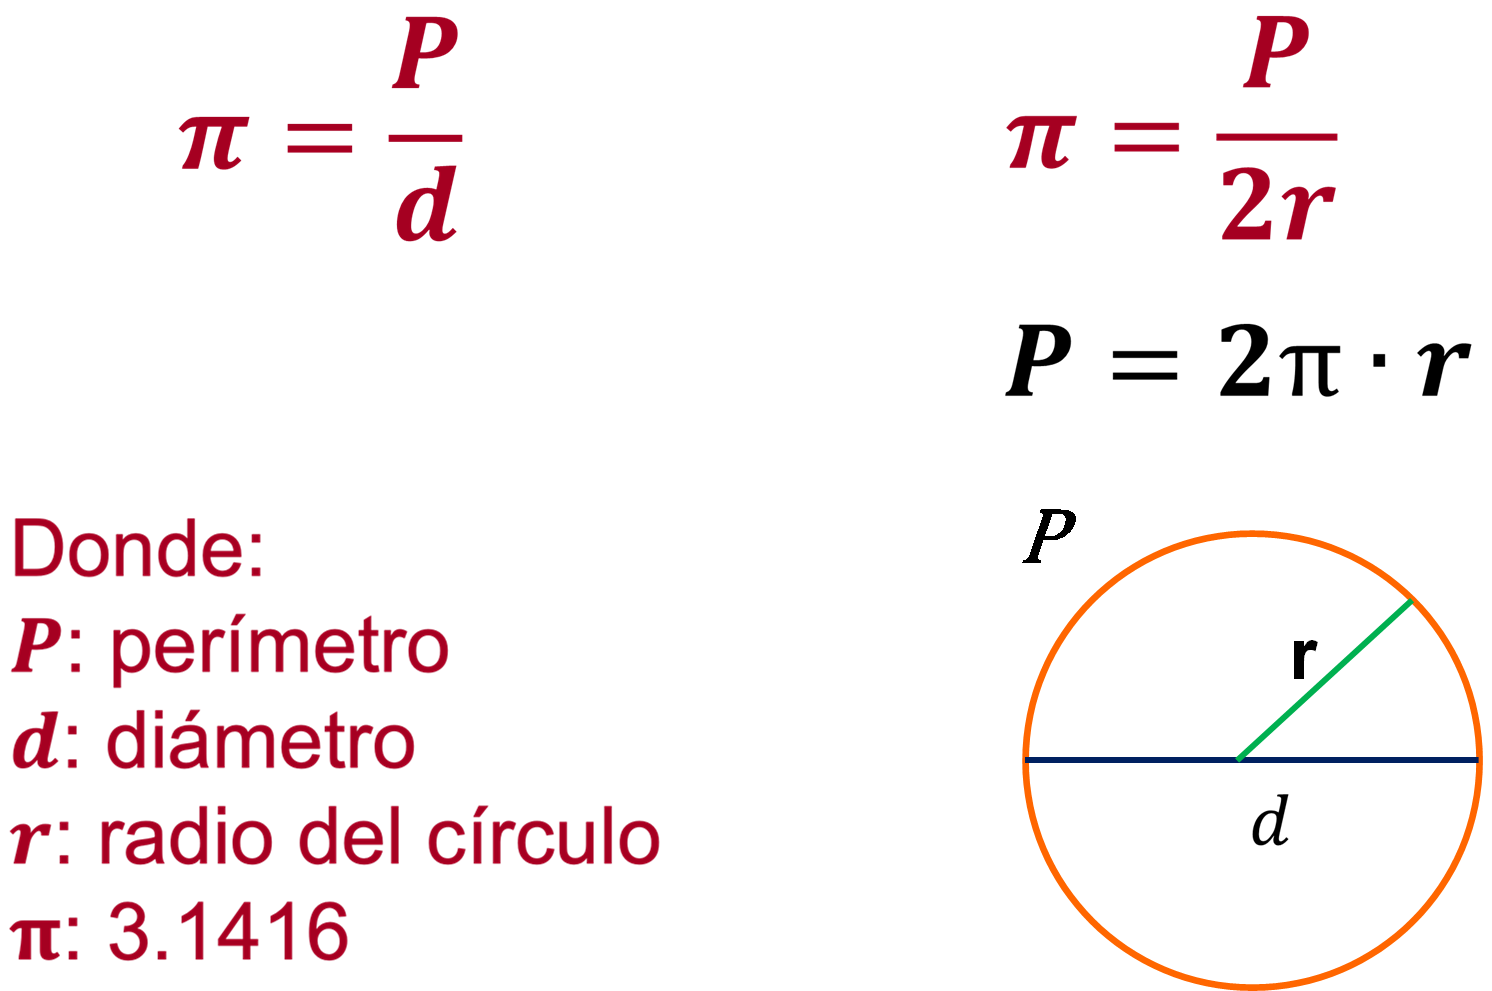 π = P/d
π = P/2r
P = 2π · r
Donde:
P: perímetro
d: diámetro
r: radio del círculo
π: 3.1416
P
r
d